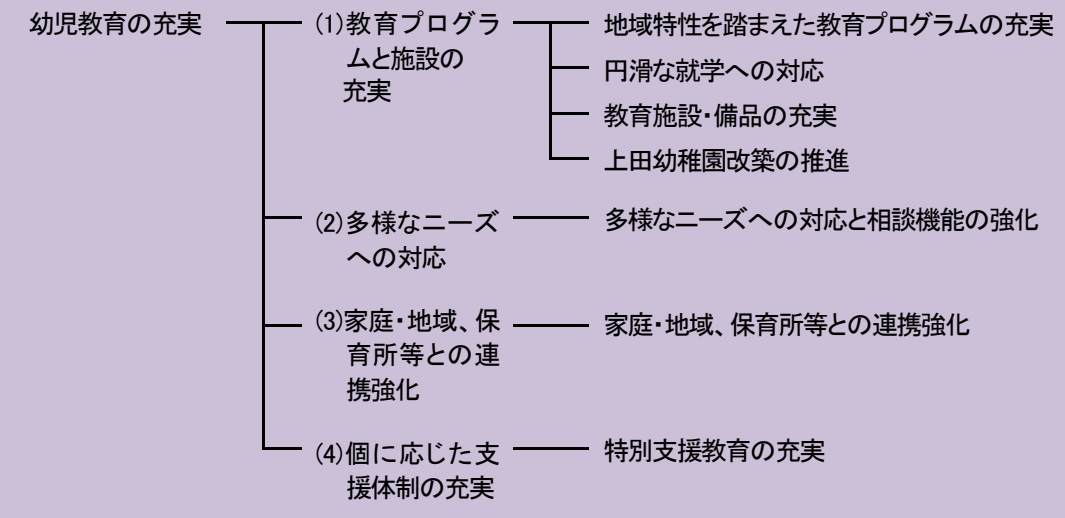 幼児教育の充実
(1)教育プログラ
ムと施設の
充実
地域特性を踏まえた教育プログラムの充実
円滑な就学への対応
教育施設・備品の充実
上田幼稚園改築の推進
(2)多様なニーズ
への対応
多様なニーズへの対応と相談機能の強化
(3)家庭・地域、保
育所等との連
携強化
家庭・地域、保育所等との連携強化
(4)個に応じた支
援体制の充実
特別支援教育の充実